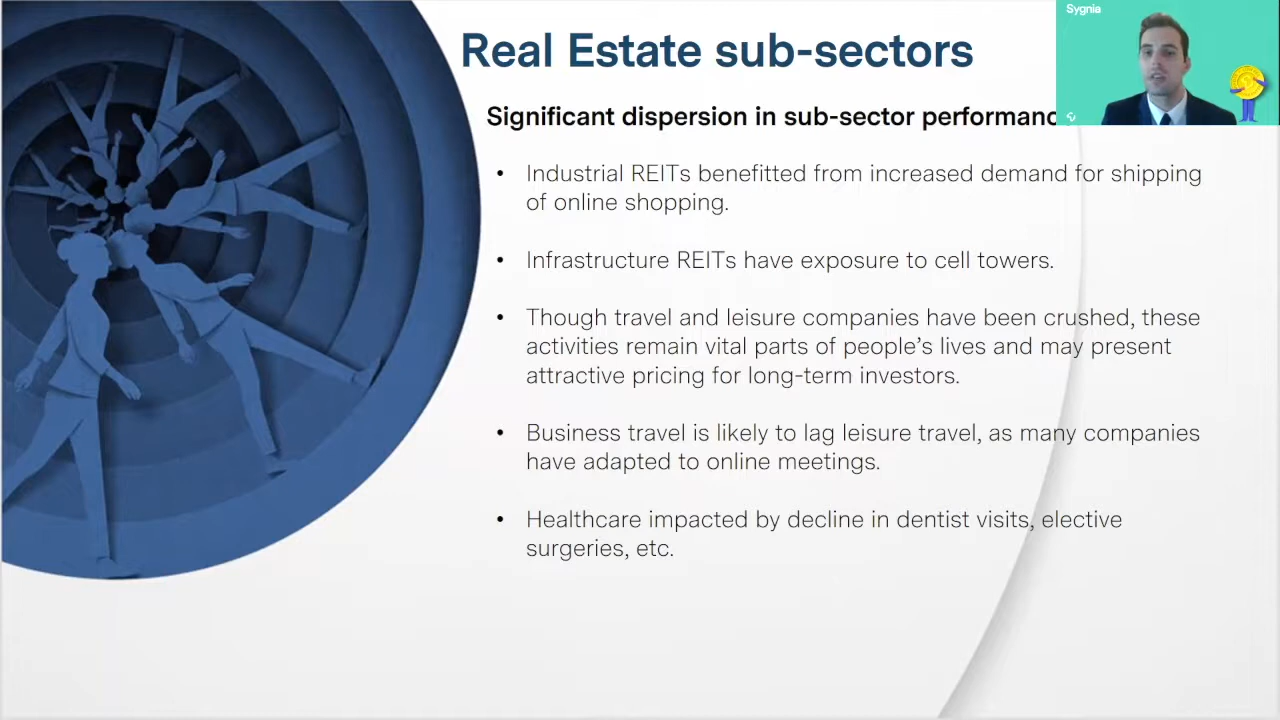 Real Estate sub-sectors
Sygnia
Significant dispersion in sub-sector performanc
• Industrial REITs benefitted from increased demand for shipping
of online shopping.
• Infrastructure REITs have exposure to cell towers.
• Though travel and leisure companies have been crushed, these
activities remain vital parts of people’s lives and may present
attractive pricing for long-term investors.
• Business travel is likely to lag leisure travel, as many companies
have adapted to online meetings.
• Healthcare impacted by decline in dentist visits, elective
surgeries, etc.